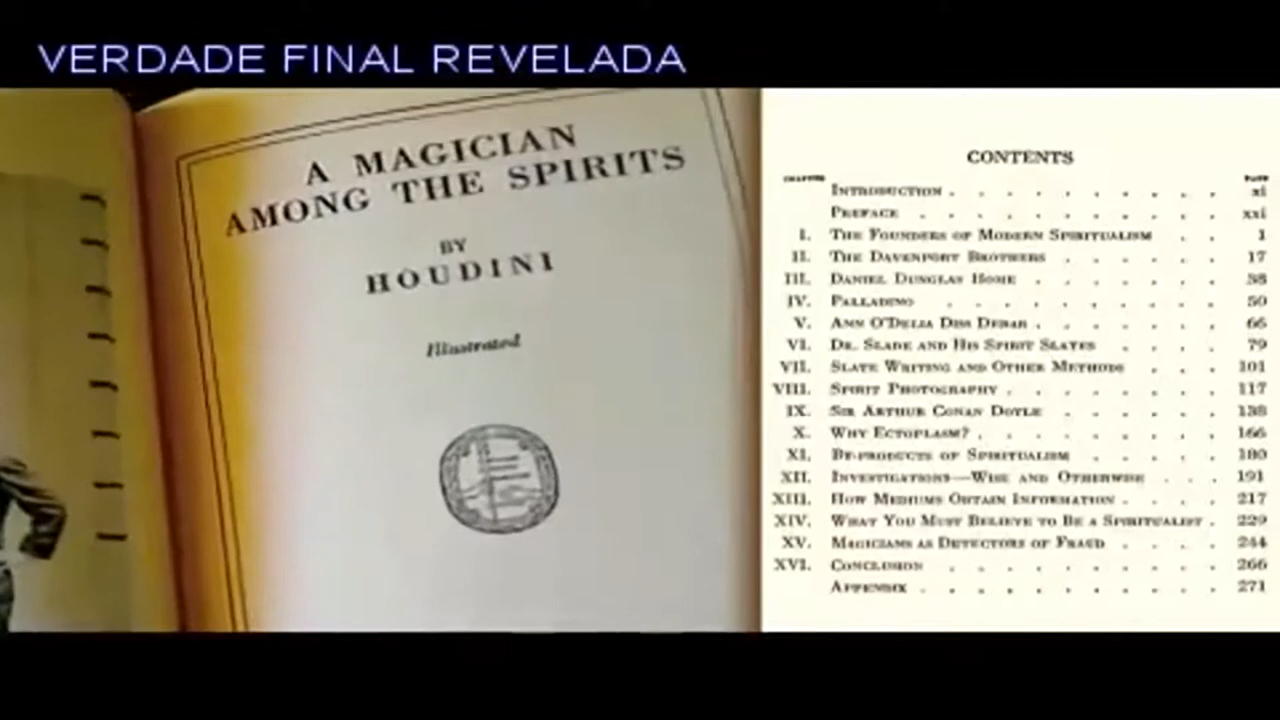 VERDADE FINAL REVELADA
A MAGICIAN
AMONG THE SPIRITS
BY
HOUDINI
Illustrated
CONTENTS
CHAPTER PAGE
INTRODUCTION . . . . . . . . . . xi
PREFACE . . . . . . . . . . . xxi
I. THE FOUNDERS OF MODERN SPIRITUALISM . . 1
II. THE DAVENPORT BROTHERS . . . . . . 17
III. DANIEL DUNGLAS HOME . . . . . . . 38
IV. PALLADINO . . . . . . . . . . 50
V. ANN O'DELIA DISS DEBAR . . . . . . . 66
VI. DR. SLADE AND HIS SPIRIT SLATES . . . . 79
VII. SLATE WRITING AND OTHER METHODS . . . 101
VIII. SPIRIT PHOTOGRAPHY . . . . . . . . 117
IX. SIR ARTHUR CONAN DOYLE . . . . . . 138
X. WHY ECTOPLASM? . . . . . . . . . 166
XI. BY-PRODUCTS OF SPIRITUALISM . . . . . 180
XII. INVESTIGATIONS—WISE AND OTHERWISE . . . 191
XIII. HOW MEDIUMS OBTAIN INFORMATION . . . . 217
XIV. WHAT YOU MUST BELIEVE TO BE A SPIRITUALIST . 229
XV. MAGICIANS AS DETECTORS OF FRAUD . . . . 244
XVI. CONCLUSION . . . . . . . . . . 266
APPENDIX . . . . . . . . . . . 271